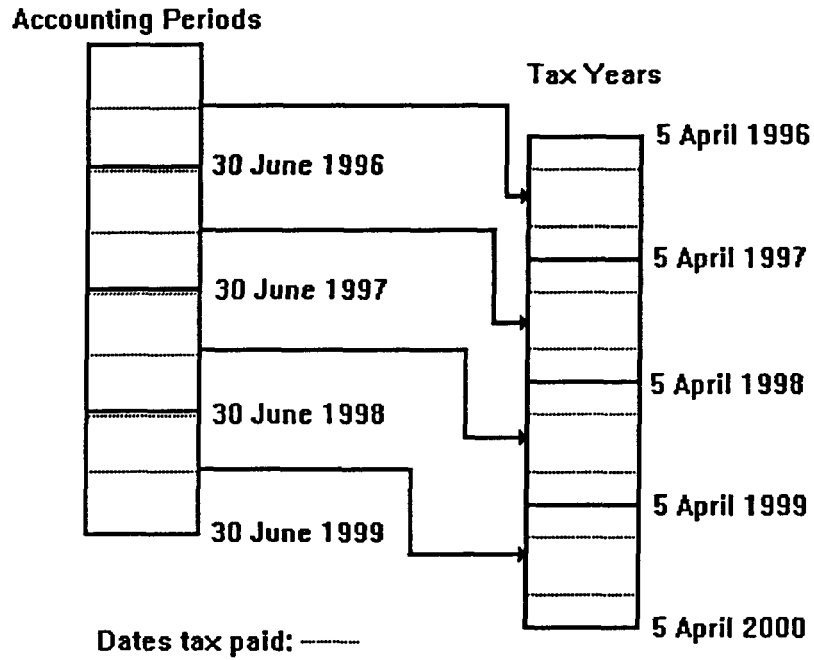 Accounting Periods
Tax Years
5 April 1996
30 June 1996
5 April 1997
30 June 1997
5 April 1998
30 June 1998
5 April 1999
30 June 1999
5 April 2000
Dates tax paid: